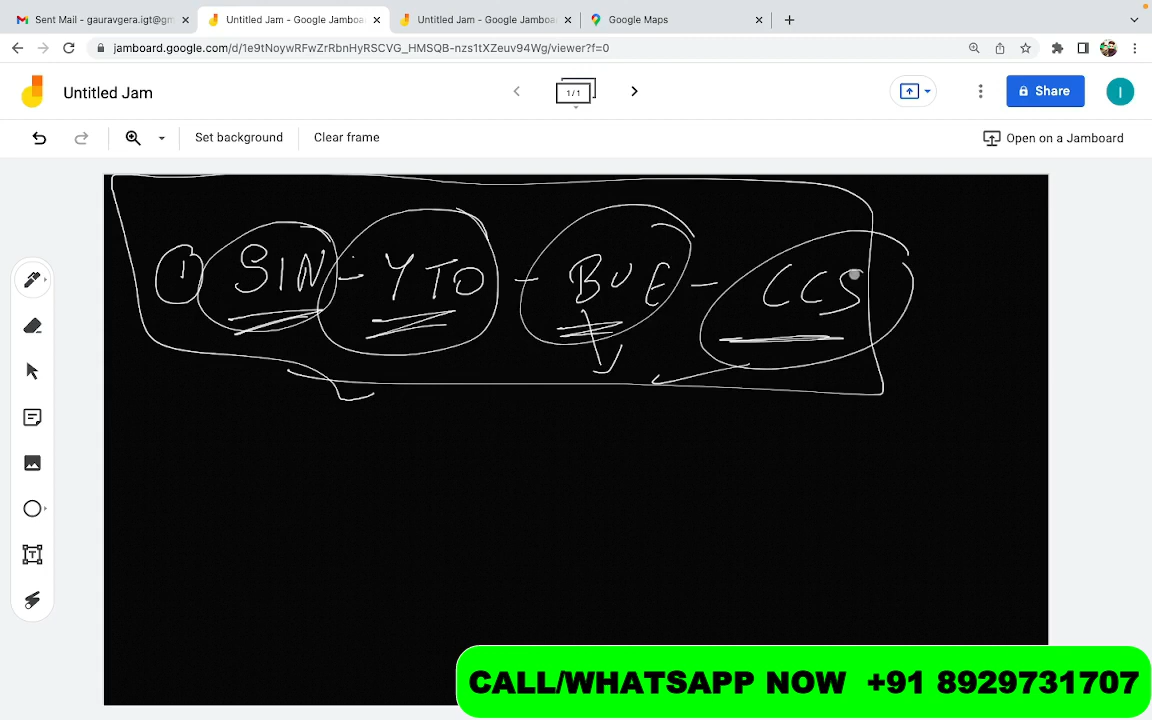 Sent Mail - gauravgera.igt@gm
Untitled Jam - Google Jamboa
Untitled Jam - Google Jamboa
Google Maps
jamboard.google.com/d/1e9tNoywRFwZrRbnHyRSCVG_HMSQB-nzs1tXZeuv94Wg/viewer?f=0
Untitled Jam
1/1
Share
I
Set background
Clear frame
Open on a Jamboard
① SIN - YTO - BUE - CCS
T
CALL/WHATSAPP NOW +91 8929731707